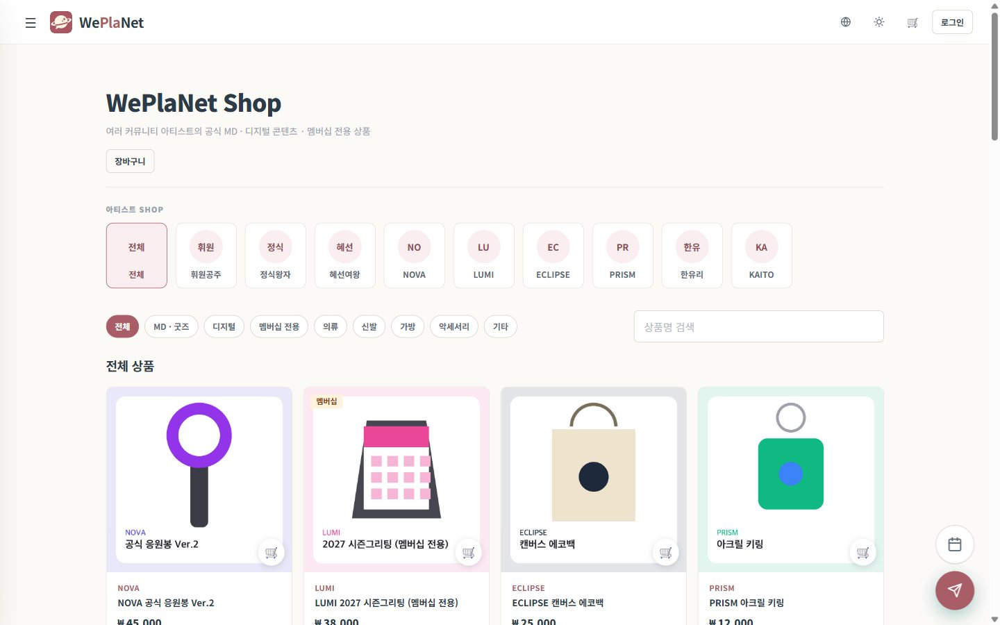 WePlaNet
로그인
WePlaNet Shop
여러 커뮤니티 아티스트의 공식 MD · 디지털 콘텐츠 · 멤버십 전용 상품
장바구니
아티스트 SHOP
전체 휘원 정식 혜선 NO LU EC PR 한유 KA
전체 휘원공주 정식왕자 혜선여왕 NOVA LUMI ECLIPSE PRISM 한유리 KAITO
전체 MD · 굿즈 디지털 멤버십 전용 의류 신발 가방 악세서리 기타 상품명 검색
전체 상품
멤버십
NOVA
공식 응원봉 Ver.2
LUMI
2027 시즌그리팅 (멤버십 전용)
ECLIPSE
캔버스 에코백
PRISM
아크릴 키링
NOVA
NOVA 공식 응원봉 Ver.2
₩45,000
LUMI
LUMI 2027 시즌그리팅 (멤버십 전용)
₩38,000
ECLIPSE
ECLIPSE 캔버스 에코백
₩25,000
PRISM
PRISM 아크릴 키링
₩12,000